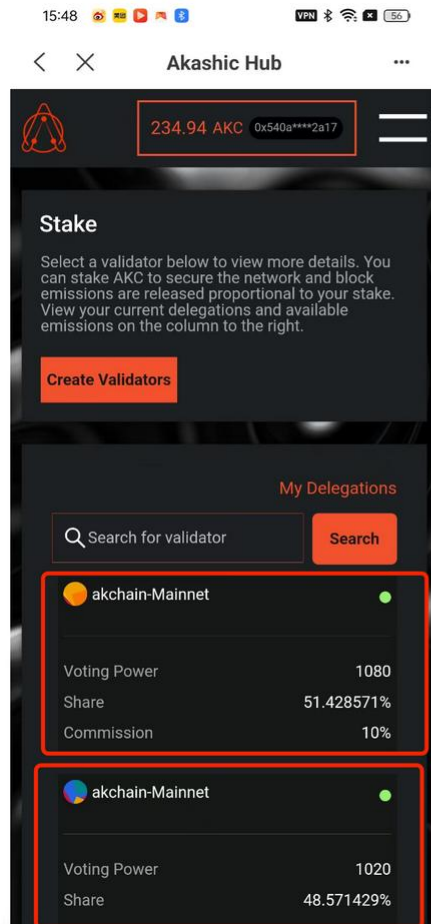 15:48
VPN 56
Akashic Hub
234.94 AKC 0x540a****2a17
Stake
Select a validator below to view more details. You
can stake AKC to secure the network and block
emissions are released proportional to your stake.
View your current delegations and available
emissions on the column to the right.
Create Validators
My Delegations
Search for validator
Search
akchain-Mainnet
Voting Power 1080
Share 51.428571%
Commission 10%
akchain-Mainnet
Voting Power 1020
Share 48.571429%